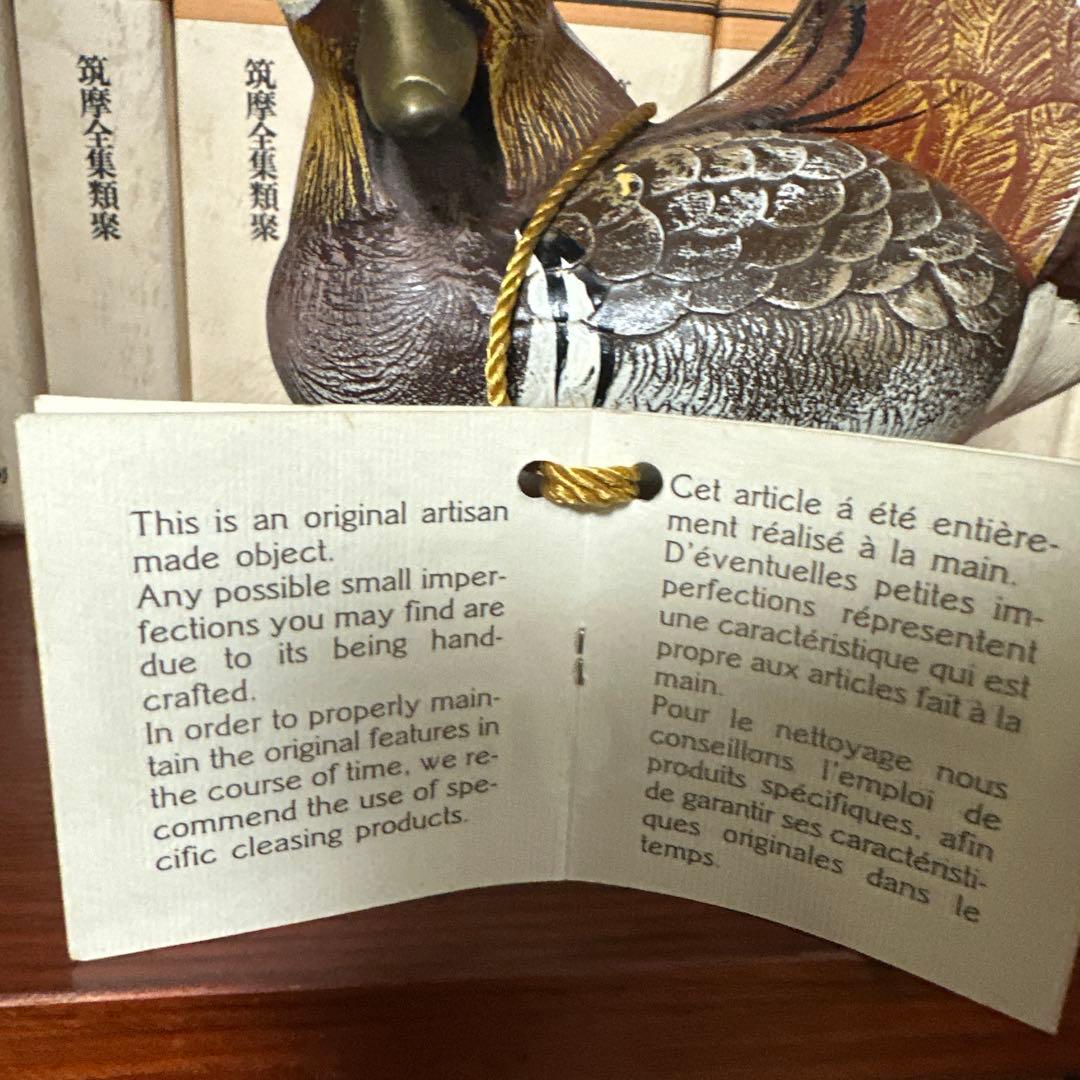 筑摩全集類聚
筑摩全集類聚
This is an original artisan
made object.
Any possible small imper-
fections you may find are
due to its being hand-
crafted.
In order to properly main-
tain the original features in
the course of time, we re-
commend the use of spe-
cific cleasing products.
Cet article á été entière-
ment réalisé à la main.
D'éventuelles petites im-
perfections répresentent
une caractéristique qui est
propre aux articles fait à la
main.
Pour le nettoyage nous
conseillons l'emploi de
produits spécifiques, afin
de garantir ses caractéristi-
ques originales dans le
temps.